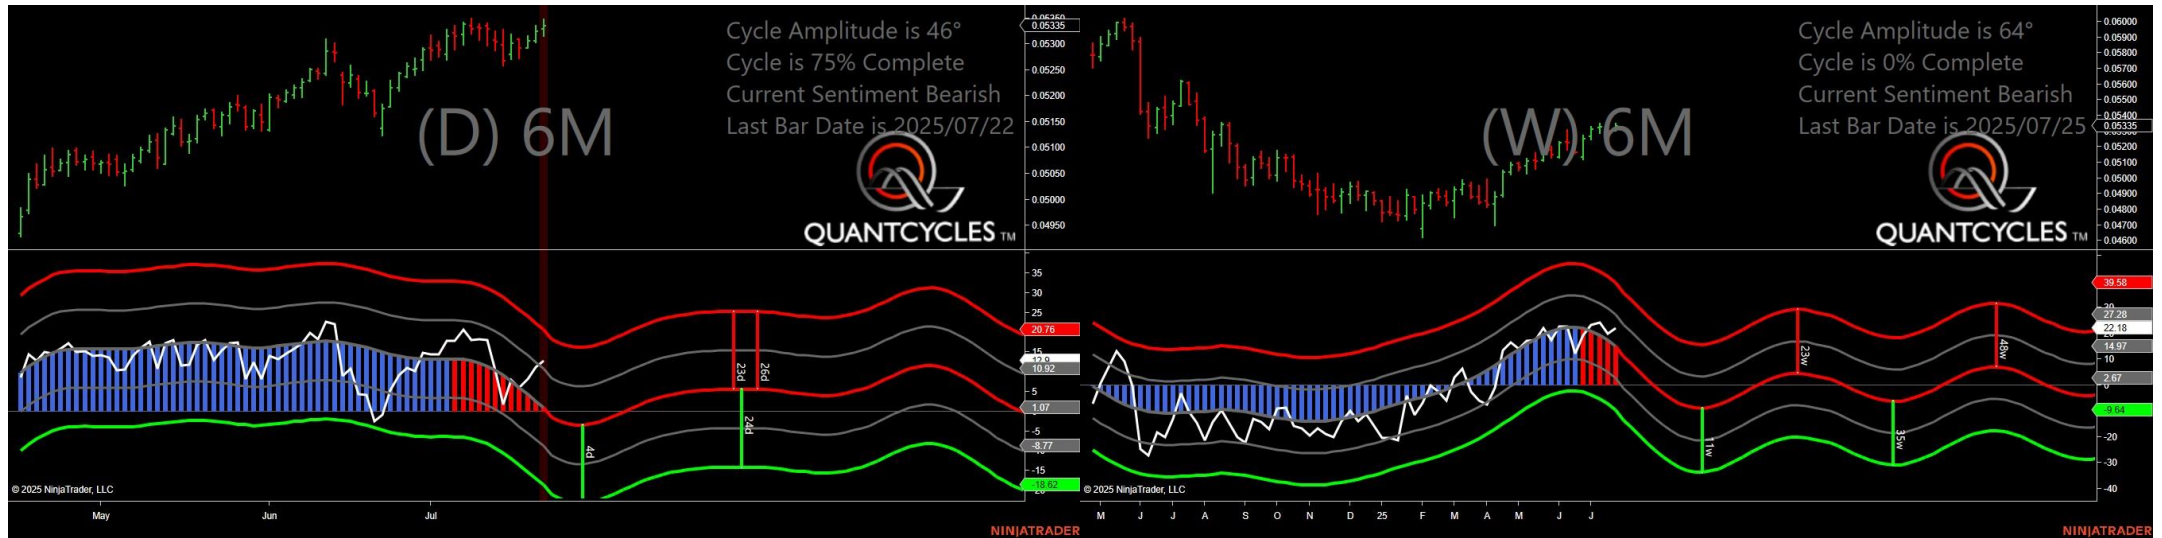 Cycle Amplitude is 46°
Cycle is 75% Complete
Current Sentiment Bearish
Last Bar Date is 2025/07/22
(D) 6M
QUANTCYCLES TM
0.05335
0.05300
0.05250
0.05200
0.05150
0.05100
0.05050
0.05000
0.04950
35
30
25
20.76
15
12.9
10.92
5
1.07
-5
-8.77
-15
-18.62
23d
26d
24d
4d
© 2025 NinjaTrader, LLC
May
Jun
Jul
NINJATRADER
Cycle Amplitude is 64°
Cycle is 0% Complete
Current Sentiment Bearish
Last Bar Date is 2025/07/25
(W) 6M
QUANTCYCLES TM
0.06000
0.05900
0.05800
0.05700
0.05600
0.05500
0.05400
0.05335
0.05200
0.05100
0.05000
0.04900
0.04800
0.04700
0.04600
39.58
27.28
22.18
14.97
10
2.67
-9.64
-20
-30
-40
23w
48w
11w
35w
© 2025 NinjaTrader, LLC
M
J
J
A
S
O
N
D
25
F
M
A
M
J
J
NINJATRADER